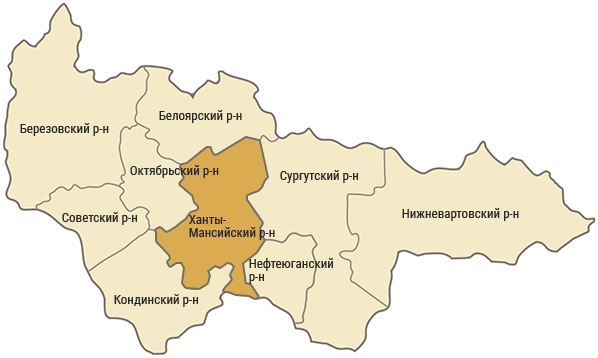 Белоярский р-н
Березовский р-н
Октябрьский р-н
Сургутский р-н
Советский р-н
Ханты-
Мансийский р-н
Нижневартовский р-н
Нефтеюганский
р-н
Кондинский р-н